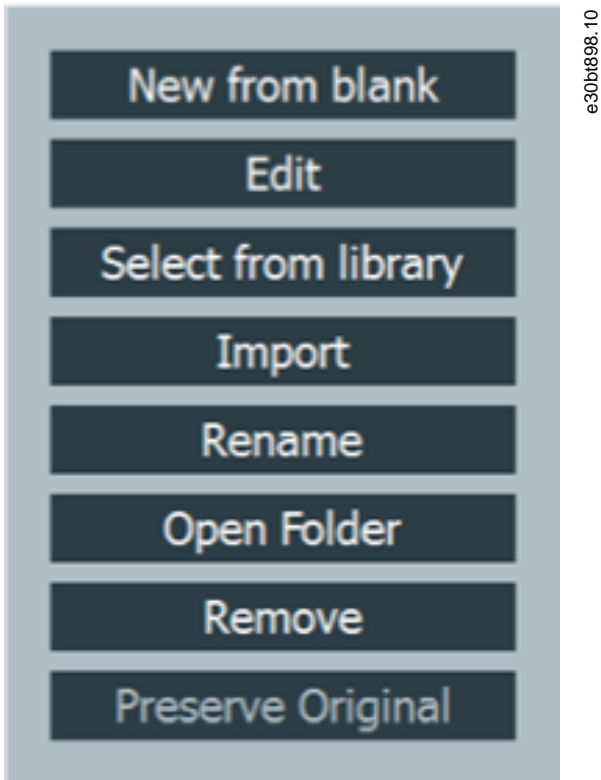 New from blank
Edit
Select from library
Import
Rename
Open Folder
Remove
Preserve Original
e30bt898.10